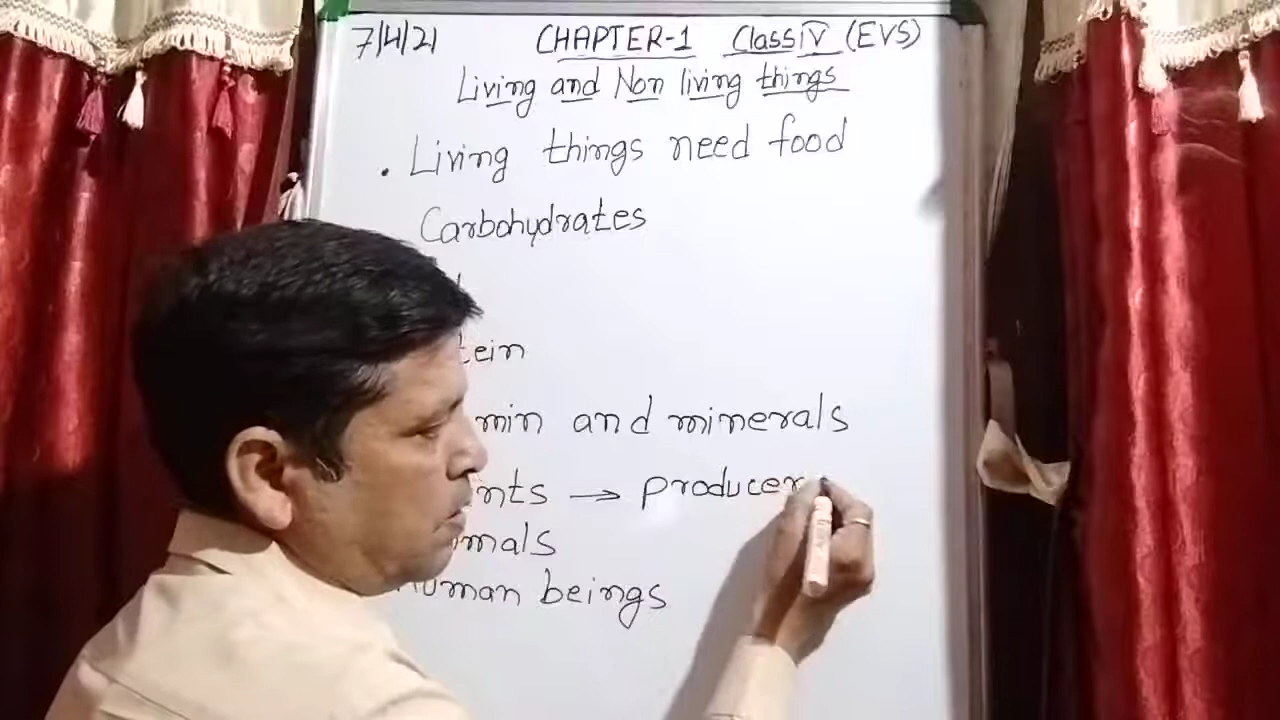 7/4/21 CHAPTER-1 Class IV (EVS)
Living and Non living things
. Living things need food
Carbohydrates
tein
min and minerals
nts → producer
mals
Human beings